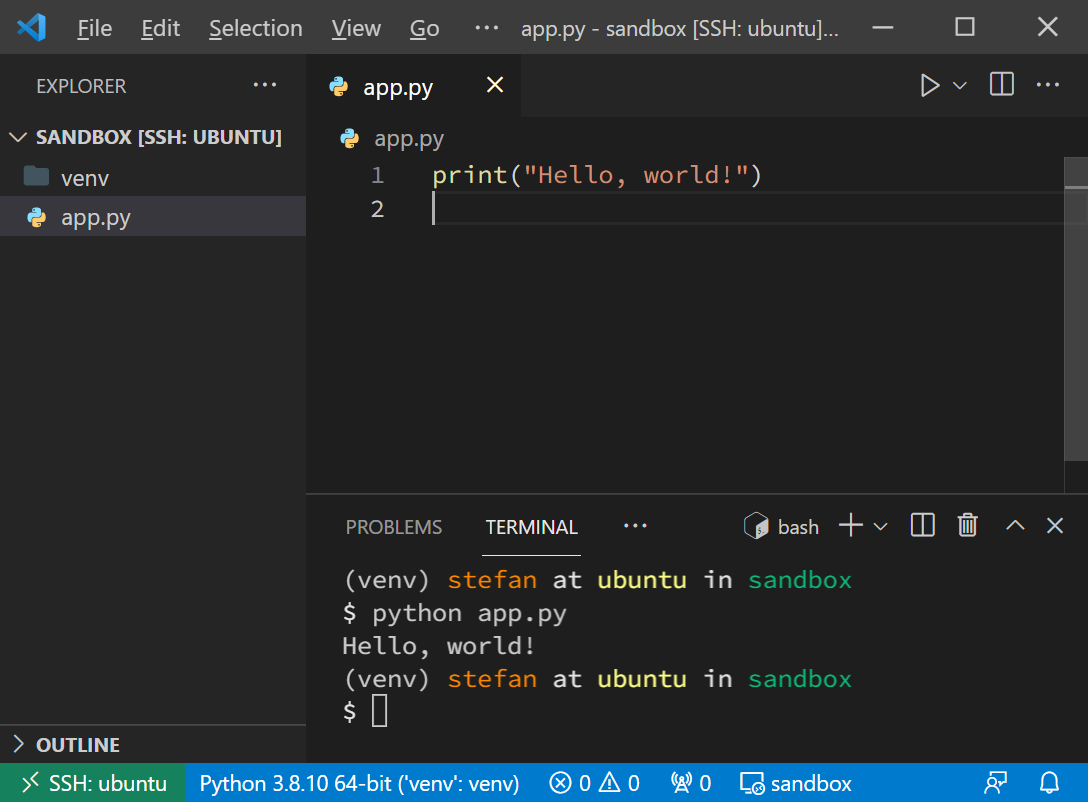 File Edit Selection View Go ··· app.py - sandbox [SSH: ubuntu]...
EXPLORER ···
SANDBOX [SSH: UBUNTU]
venv
app.py
OUTLINE
app.py
app.py
1 print("Hello, world!")
2
PROBLEMS TERMINAL ··· bash
(venv) stefan at ubuntu in sandbox
$ python app.py
Hello, world!
(venv) stefan at ubuntu in sandbox
$
SSH: ubuntu Python 3.8.10 64-bit ('venv': venv) 0 0 0 sandbox